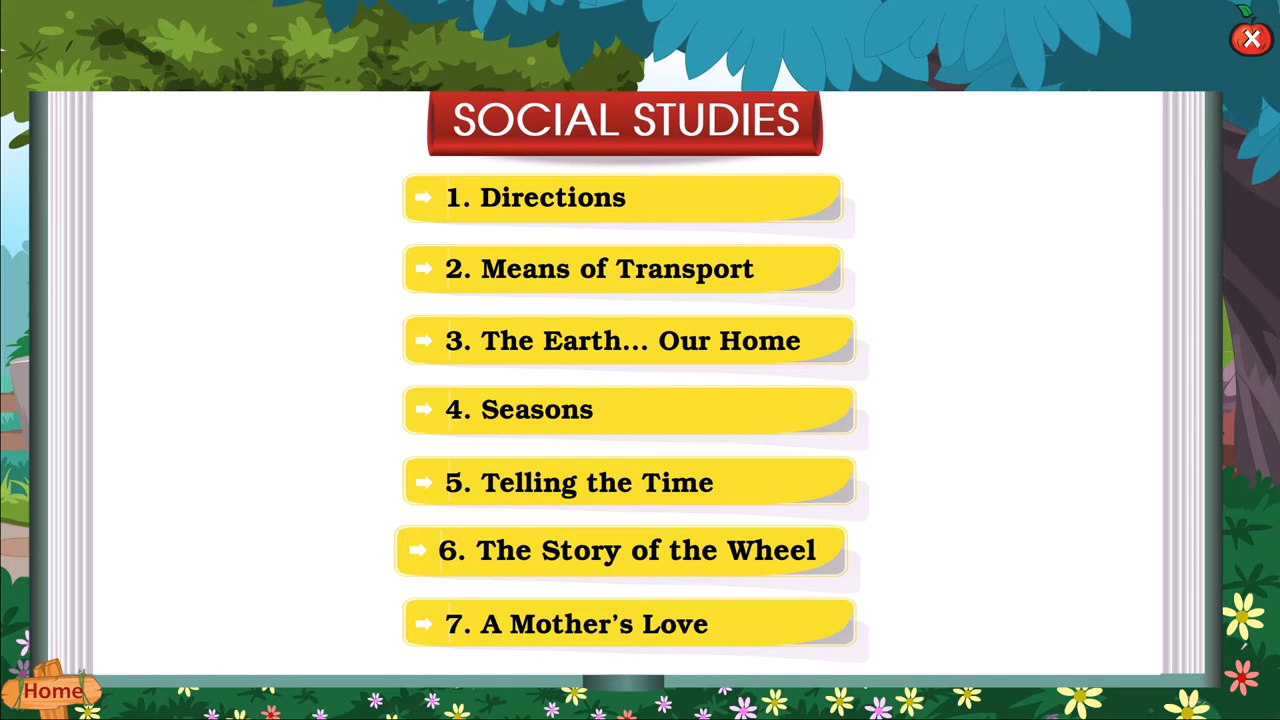 SOCIAL STUDIES
1. Directions
2. Means of Transport
3. The Earth... Our Home
4. Seasons
5. Telling the Time
6. The Story of the Wheel
7. A Mother’s Love
Home